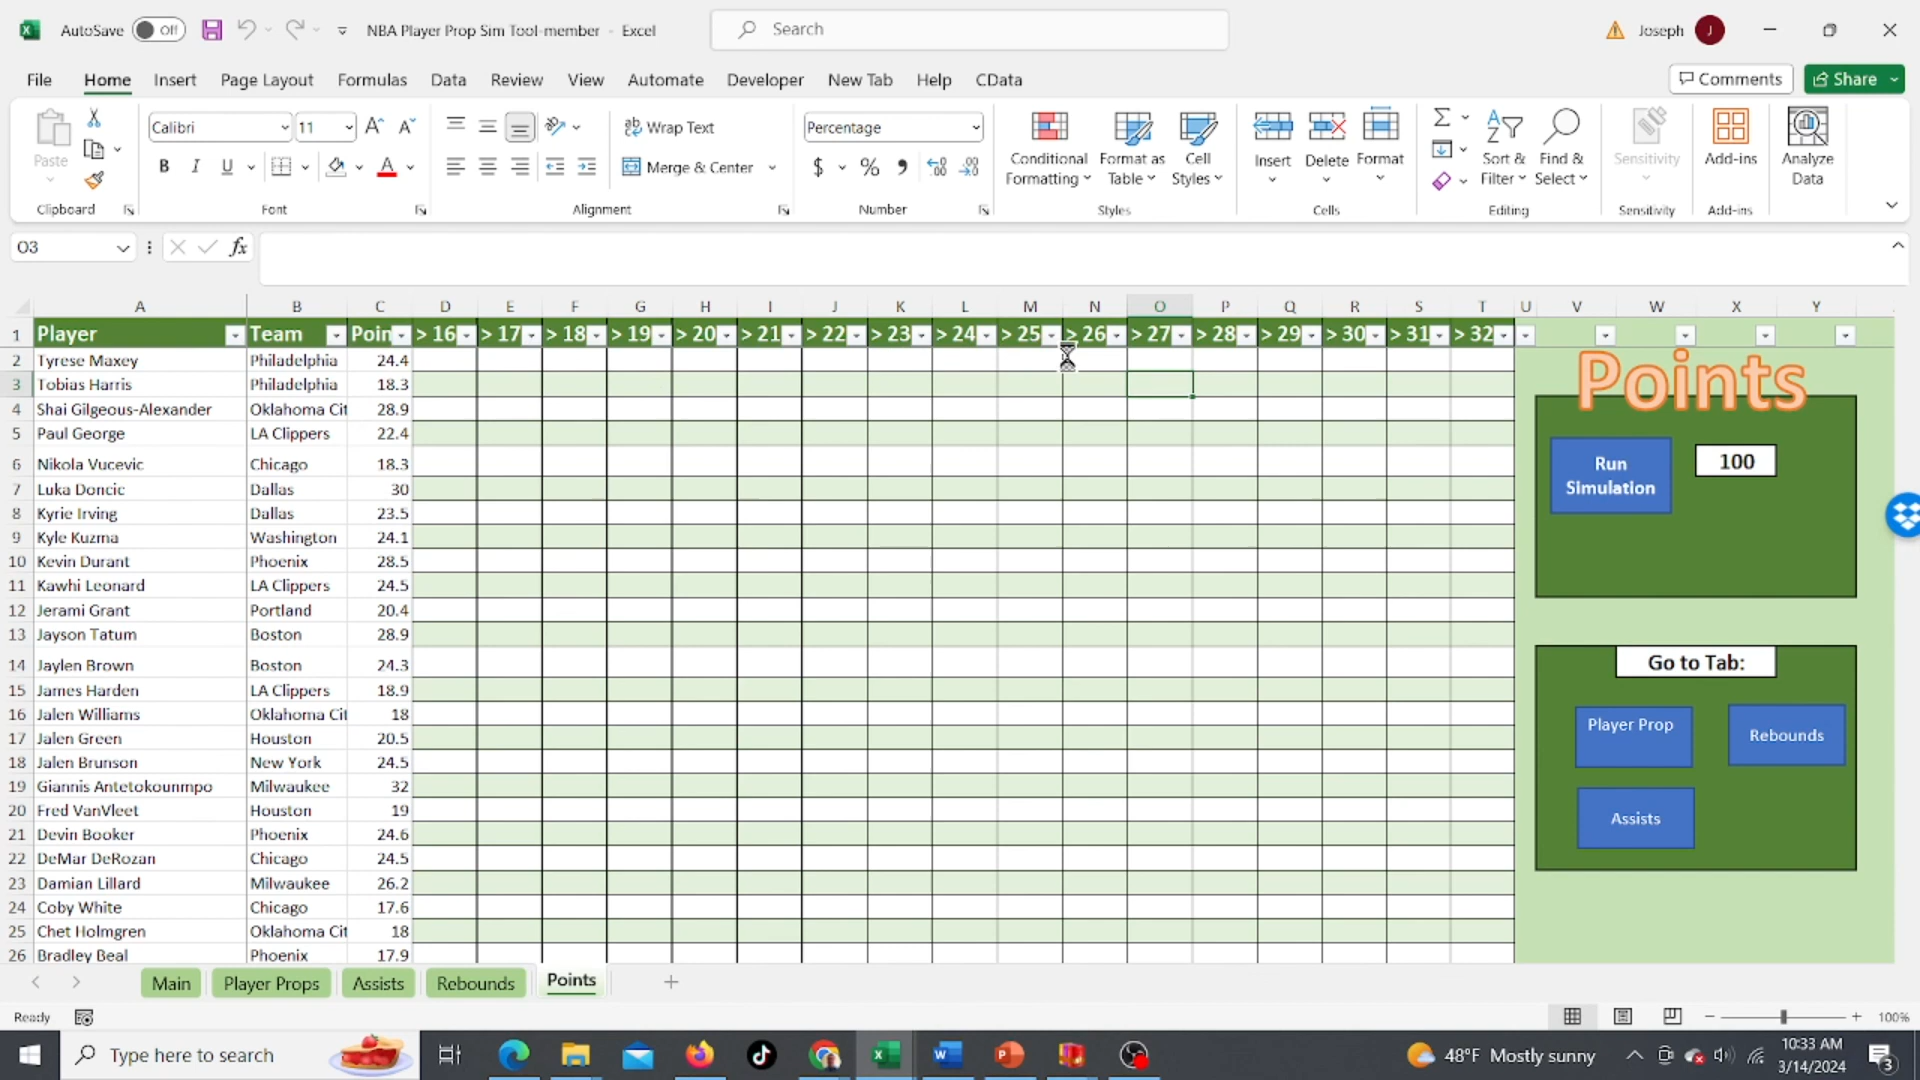 AutoSave Off NBA Player Prop Sim Tool-member - Excel Search Joseph J
File Home Insert Page Layout Formulas Data Review View Automate Developer New Tab Help CData Comments Share
Paste Calibri 11 Wrap Text Percentage Conditional Formatting Format as Table Cell Styles Insert Delete Format Sort & Filter Find & Select Sensitivity Add-ins Analyze Data
B I U Merge & Center $ %
Clipboard Font Alignment Number Styles Cells Editing Sensitivity Add-ins
O3 fx
A B C D E F G H I J K L M N O P Q R S T U V W X Y
1 Player Team Poin > 16 > 17 > 18 > 19 > 20 > 21 > 22 > 23 > 24 > 25 > 26 > 27 > 28 > 29 > 30 > 31 > 32
2 Tyrese Maxey Philadelphia 24.4
3 Tobias Harris Philadelphia 18.3
4 Shai Gilgeous-Alexander Oklahoma Cit 28.9
5 Paul George LA Clippers 22.4
6 Nikola Vucevic Chicago 18.3
7 Luka Doncic Dallas 30
8 Kyrie Irving Dallas 23.5
9 Kyle Kuzma Washington 24.1
10 Kevin Durant Phoenix 28.5
11 Kawhi Leonard LA Clippers 24.5
12 Jerami Grant Portland 20.4
13 Jayson Tatum Boston 28.9
14 Jaylen Brown Boston 24.3
15 James Harden LA Clippers 18.9
16 Jalen Williams Oklahoma Cit 18
17 Jalen Green Houston 20.5
18 Jalen Brunson New York 24.5
19 Giannis Antetokounmpo Milwaukee 32
20 Fred VanVleet Houston 19
21 Devin Booker Phoenix 24.6
22 DeMar DeRozan Chicago 24.5
23 Damian Lillard Milwaukee 26.2
24 Coby White Chicago 17.6
25 Chet Holmgren Oklahoma Cit 18
26 Bradley Beal Phoenix 17.9
Points
Run Simulation 100
Go to Tab:
Player Prop Rebounds
Assists
Main Player Props Assists Rebounds Points
Ready 100%
Type here to search 48°F Mostly sunny 10:33 AM
3/14/2024 3